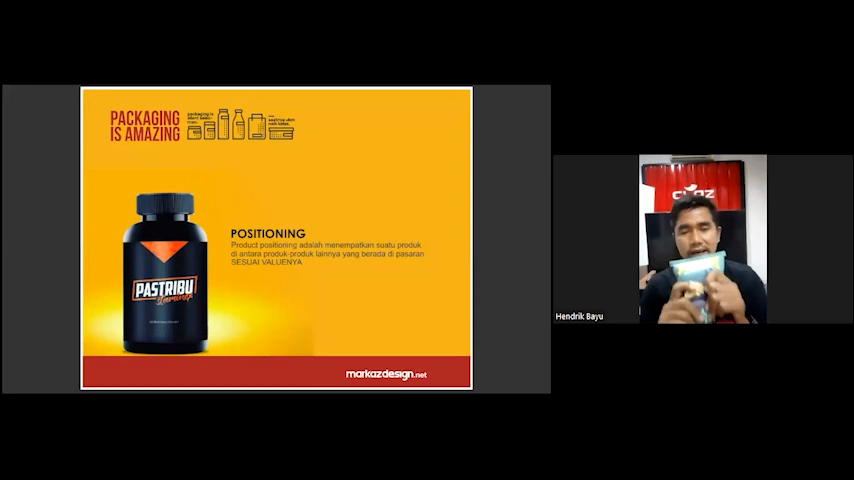 PACKAGING
IS AMAZING
POSITIONING
Product positioning adalah menempatkan suatu produk
di antara produk-produk lainnya yang berada di pasaran
SESUAI VALUENYA
PASTRIBU
markazdesign.net
Hendrik Bayu